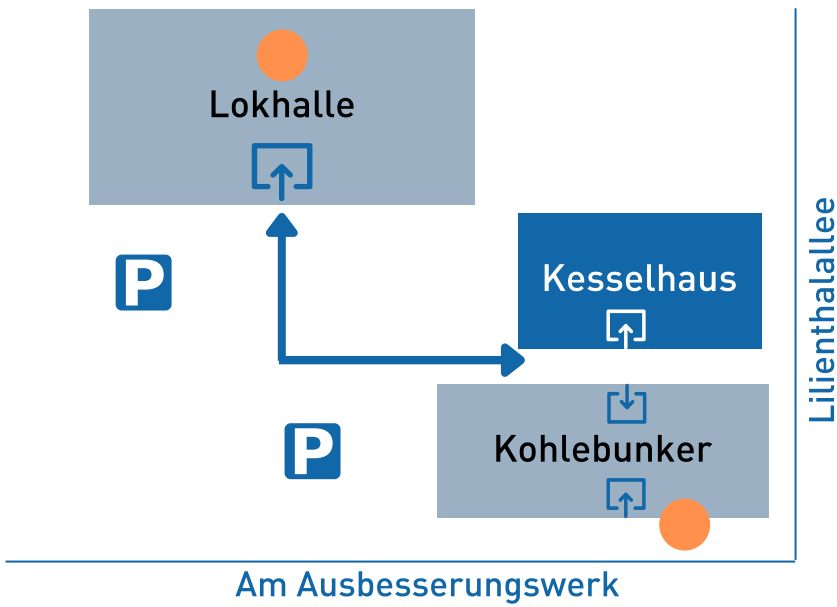 Lokhalle
P
Kesselhaus
Lilienthalallee
P
Kohlebunker
Am Ausbesserungswerk